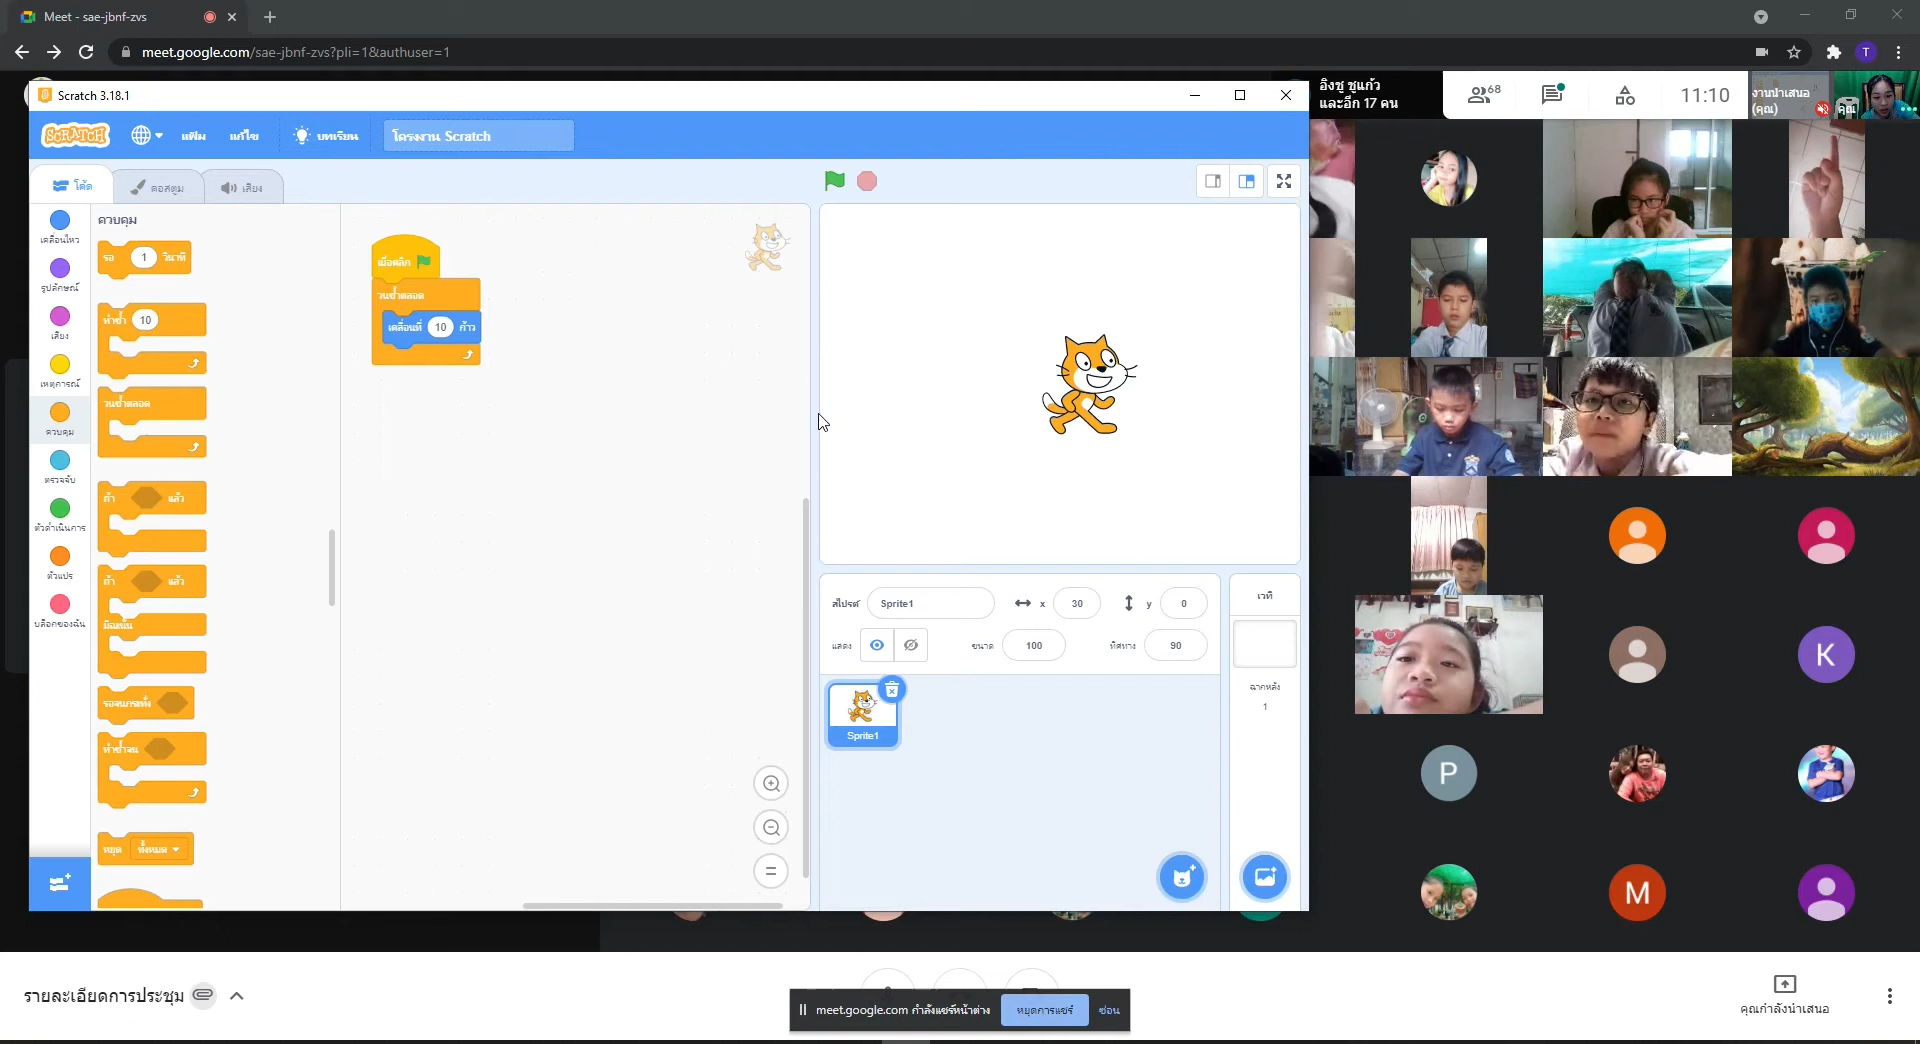 Meet - sae-jbnf-zvs
meet.google.com/sae-jbnf-zvs?pli=1&authuser=1
Scratch 3.18.1
อิงชู ชูแก้ว
และอีก 17 คน
68
11:10
งานนำเสนอ
(คุณ)
คุณ
SCRATCH
แฟ้ม
แก้ไข
บทเรียน
โครงงาน Scratch
โค้ด
คอสตูม
เสียง
เคลื่อนไหว
รูปลักษณ์
เสียง
เหตุการณ์
ควบคุม
ตรวจจับ
ตัวดำเนินการ
ตัวแปร
บล็อกของฉัน
ควบคุม
รอ 1 วินาที
ทำซ้ำ 10
วนซ้ำตลอด
ถ้า แล้ว
ถ้า แล้ว
มิฉะนั้น
รอจนกระทั่ง
ทำซ้ำจน
หยุด ทั้งหมด
เมื่อคลิก
วนซ้ำตลอด
เคลื่อนที่ 10 ก้าว
สไปรต์ Sprite1 x 30 y 0
แสดง ขนาด 100 ทิศทาง 90
Sprite1
เวที
ฉากหลัง
1
K
P
M
รายละเอียดการประชุม
meet.google.com กำลังแชร์หน้าต่าง
หยุดการแชร์
ซ่อน
คุณกำลังนำเสนอ
T